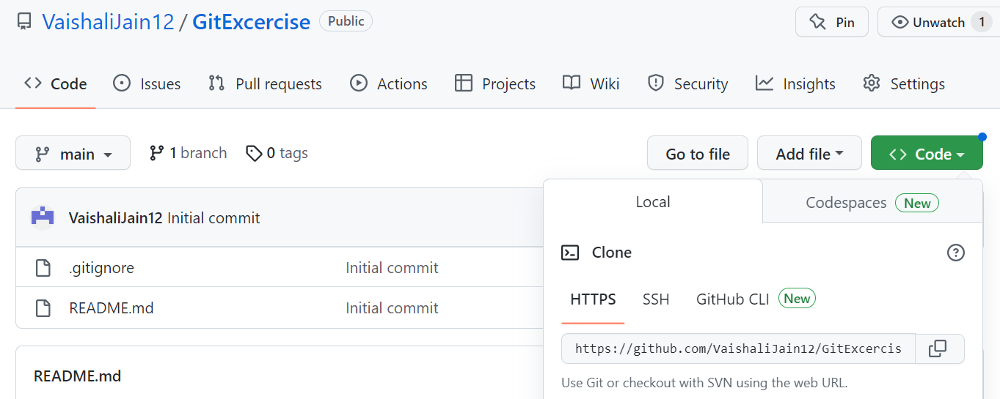 VaishaliJain12 / GitExcercise Public
Pin
Unwatch 1
Code Issues Pull requests Actions Projects Wiki Security Insights Settings
main 1 branch 0 tags
Go to file Add file Code
Local Codespaces New
VaishaliJain12 Initial commit
Clone
.gitignore Initial commit
HTTPS SSH GitHub CLI New
README.md Initial commit
https://github.com/VaishaliJain12/GitExcercis
README.md
Use Git or checkout with SVN using the web URL.